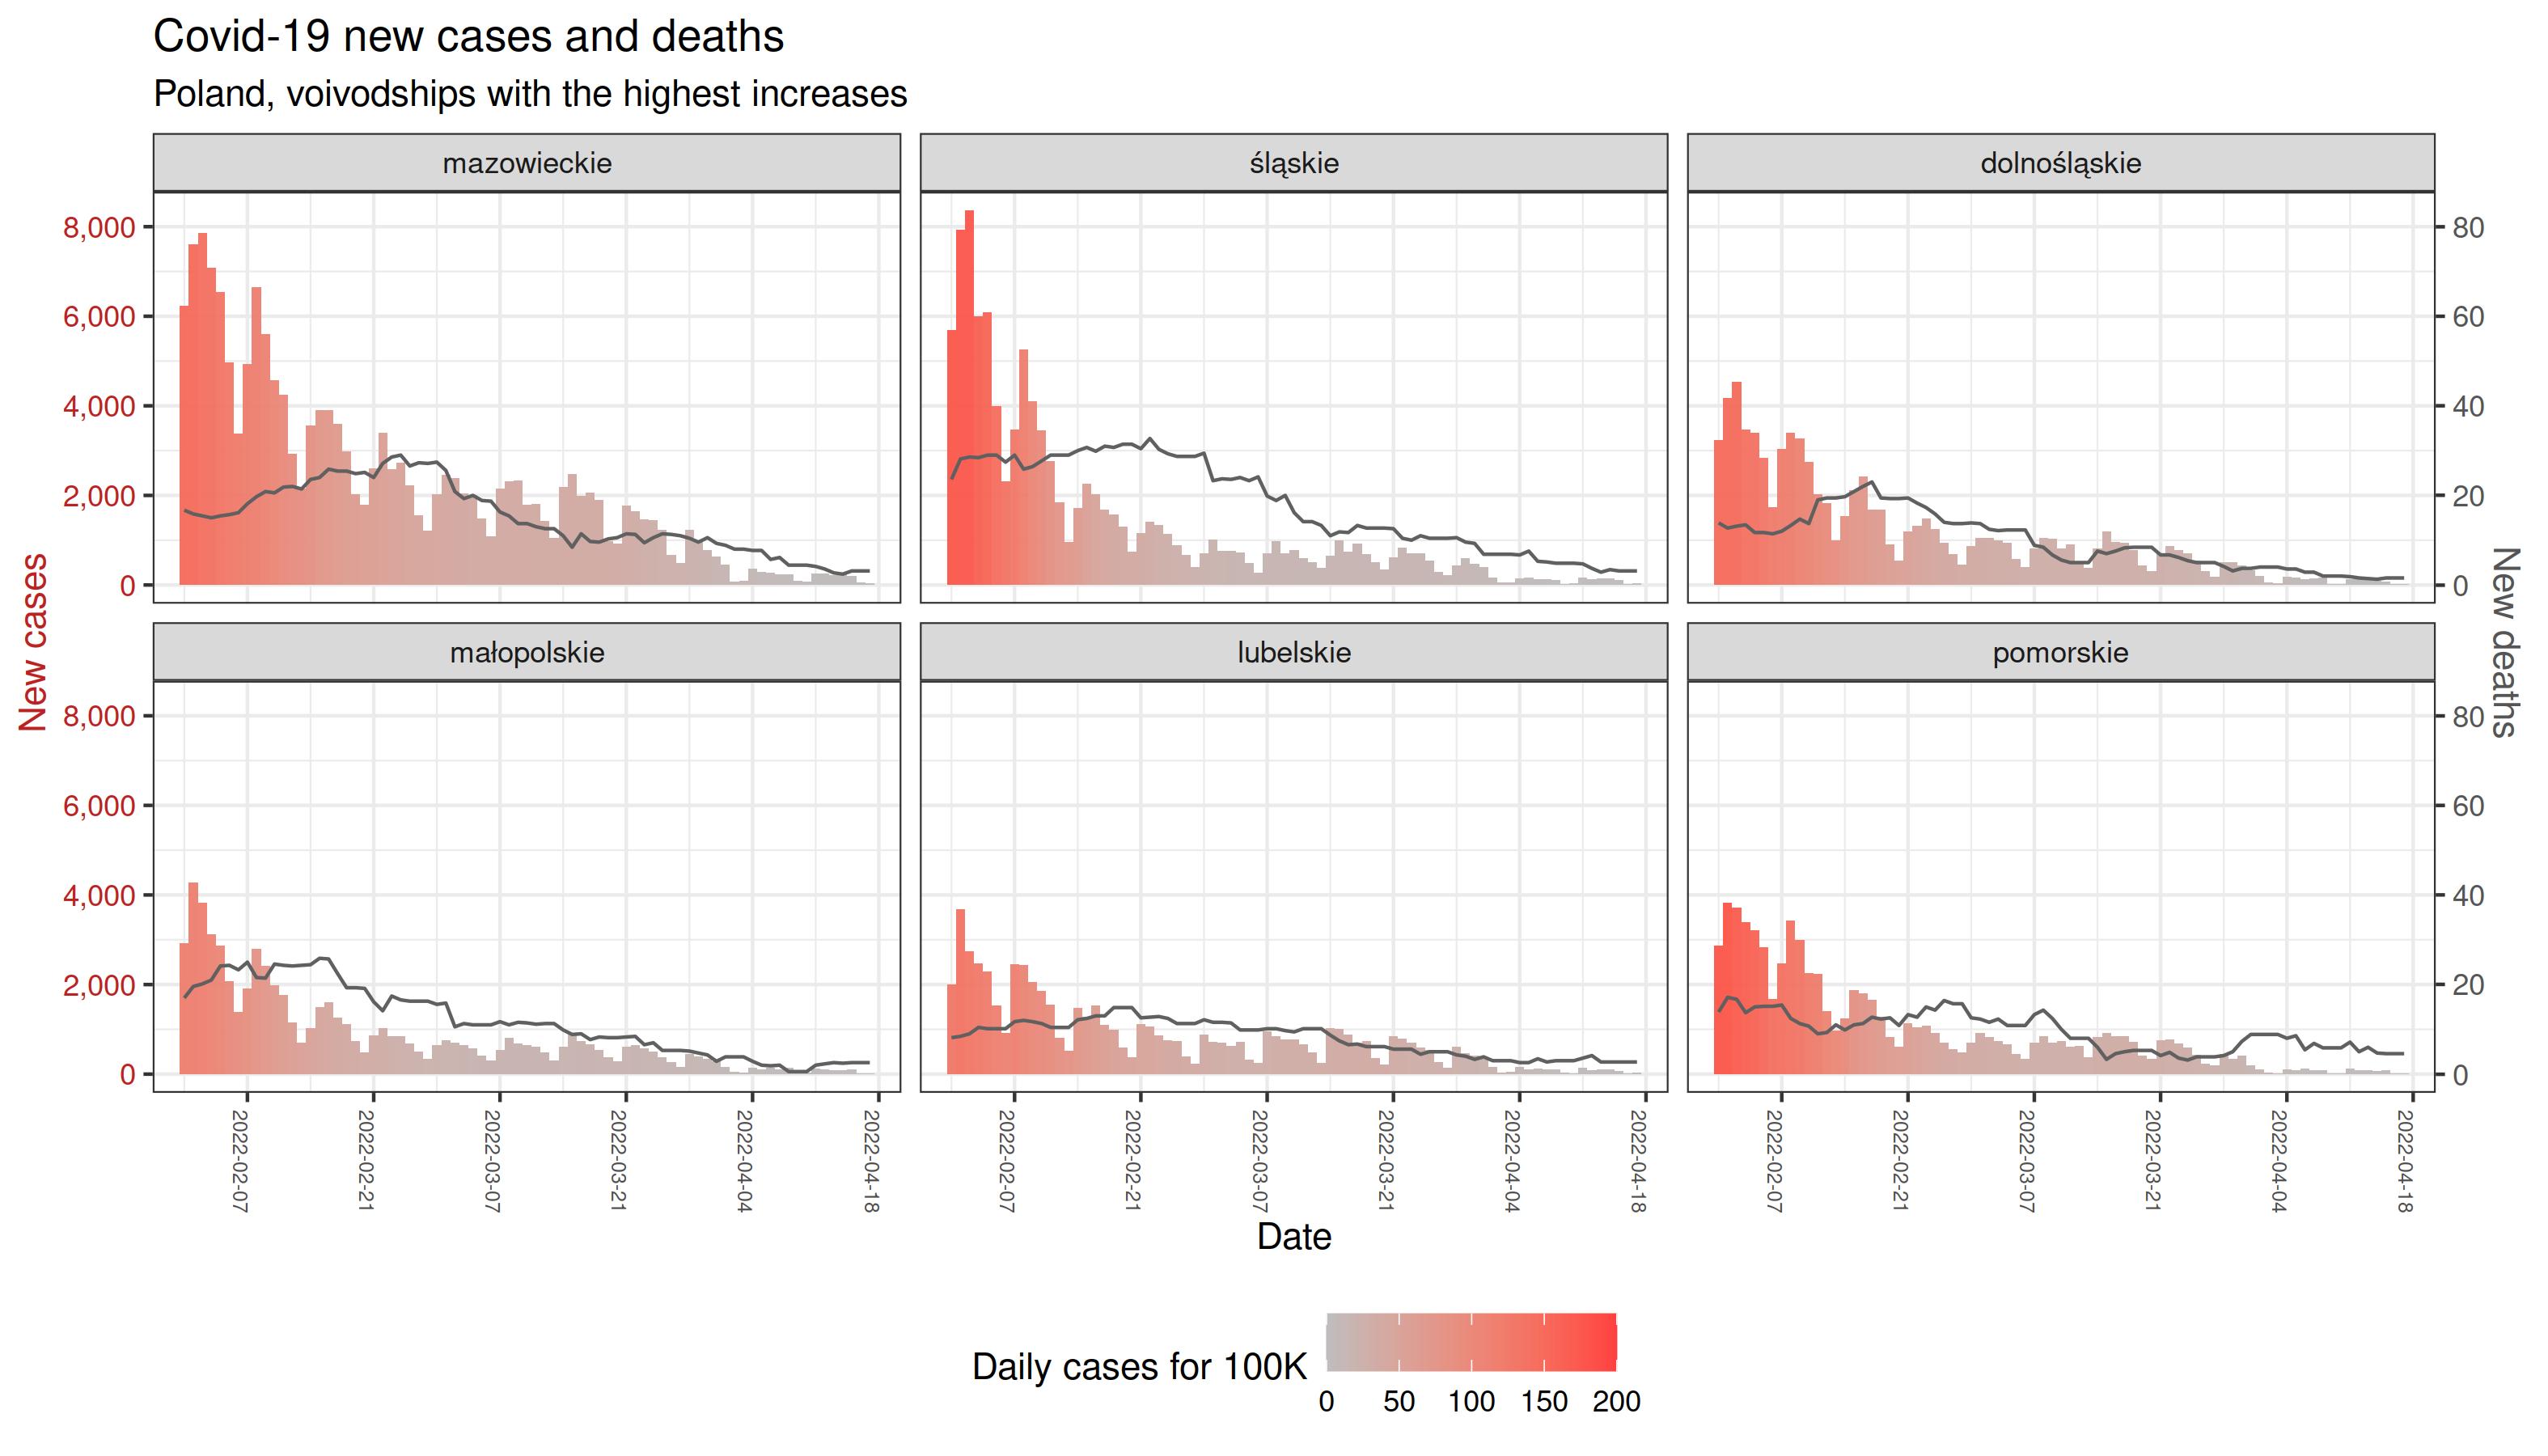 Covid-19 new cases and deaths
Poland, voivodships with the highest increases
mazowieckie
śląskie
dolnośląskie
8,000
6,000
4,000
2,000
0
80
60
40
20
0
małopolskie
lubelskie
pomorskie
8,000
6,000
4,000
2,000
0
80
60
40
20
0
New cases
New deaths
2022-02-07
2022-02-21
2022-03-07
2022-03-21
2022-04-04
2022-04-18
2022-02-07
2022-02-21
2022-03-07
2022-03-21
2022-04-04
2022-04-18
2022-02-07
2022-02-21
2022-03-07
2022-03-21
2022-04-04
2022-04-18
Date
Daily cases for 100K
0 50 100 150 200